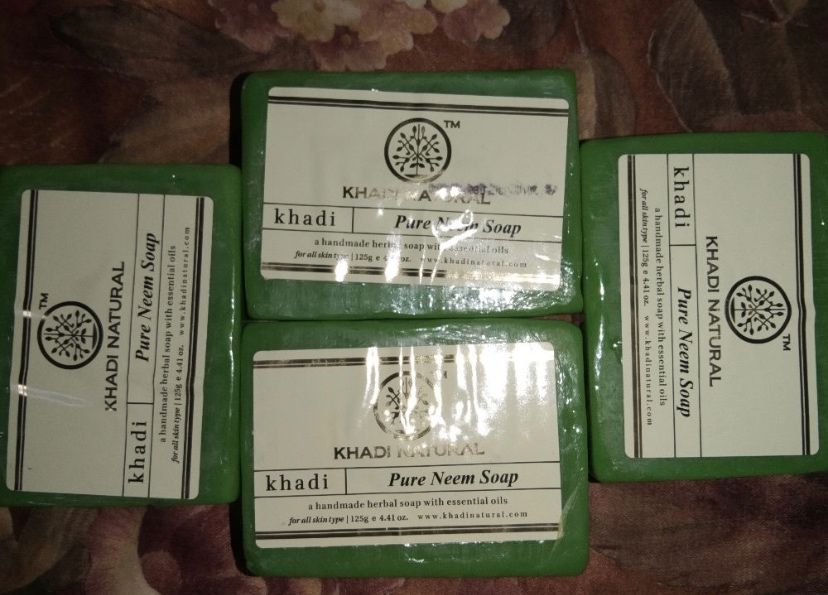 TM
KHADI NATURAL
khadi
Pure Neem Soap
a handmade herbal soap with essential oils
for all skin type | 125g e 4.41 oz. www.khadinatural.com
TM
KHADI NATURAL
khadi
Pure Neem Soap
a handmade herbal soap with essential oils
for all skin type | 125g e oz. www.khadinatural.com
TM
KHADI NATURAL
khadi
Pure Neem Soap
a handmade herbal soap with essential oils
for all skin type | 125g e 4.41 oz. www.khadinatural.com
KHADI NATURAL
khadi
Pure Neem Soap
a handmade herbal soap with essential oils
for all skin type | 125g e 4.41 oz. www.khadinatural.com